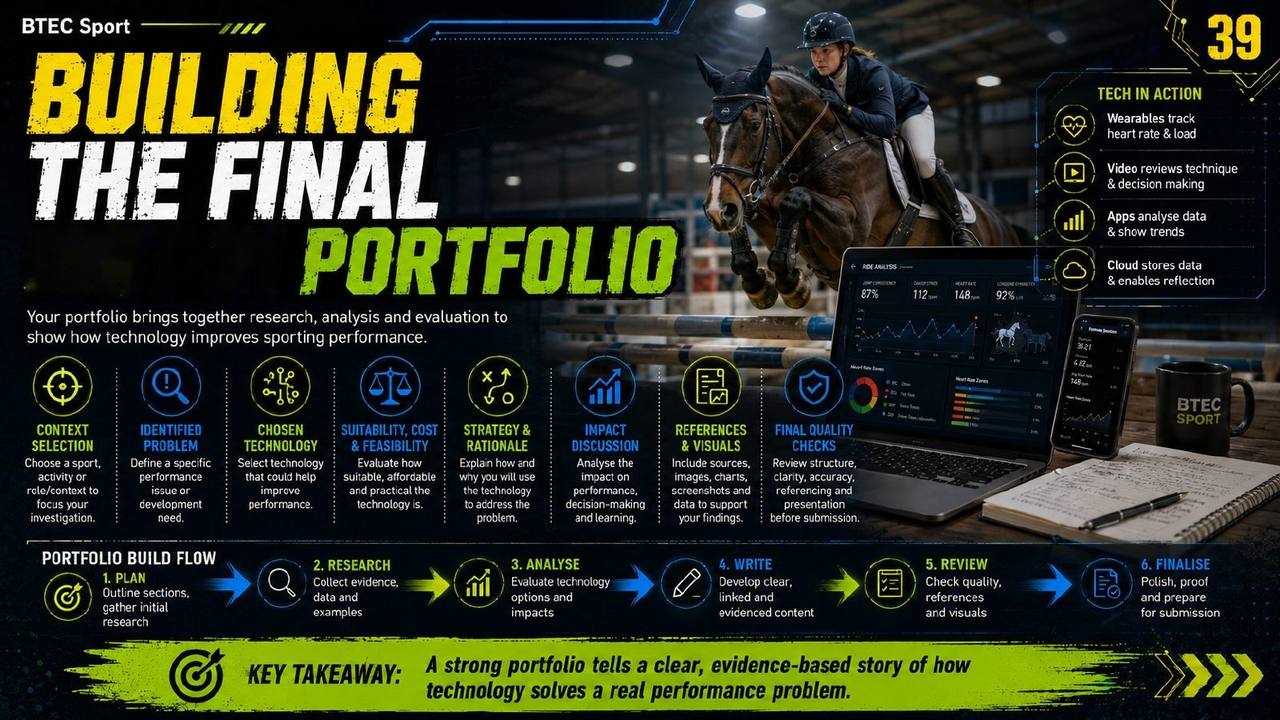 BTEC Sport
39
BUILDING
THE FINAL
PORTFOLIO
Your portfolio brings together research, analysis and evaluation to
show how technology improves sporting performance.
TECH IN ACTION
Wearables track
heart rate & load
Video reviews technique
& decision making
Apps analyse data
& show trends
Cloud stores data
& enables reflection
RIDE ANALYSIS
87%
112
148
92%
Heart Rate Zones
Heart Rate Zones
148
BTEC
SPORT
CONTEXT
SELECTION
Choose a sport,
activity or
role/context to
focus your
investigation.
IDENTIFIED
PROBLEM
Define a specific
performance
issue or
development
need.
CHOSEN
TECHNOLOGY
Select technology
that could help
improve
performance.
SUITABILITY, COST
& FEASIBILITY
Evaluate how
suitable, affordable
and practical the
technology is.
STRATEGY &
RATIONALE
Explain how and
why you will use
the technology
to address the
problem.
IMPACT
DISCUSSION
Analyse the
impact on
performance,
decision-making
and learning.
REFERENCES
& VISUALS
Include sources,
images, charts,
screenshots and
data to support
your findings.
FINAL QUALITY
CHECKS
Review structure,
clarity, accuracy,
referencing and
presentation
before submission.
PORTFOLIO BUILD FLOW
1. PLAN
Outline sections,
gather initial
research
2. RESEARCH
Collect evidence,
data and
examples
3. ANALYSE
Evaluate technology
options and
impacts
4. WRITE
Develop clear,
linked and
evidenced content
5. REVIEW
Check quality,
references
and visuals
6. FINALISE
Polish, proof
and prepare
for submission
KEY TAKEAWAY:
A strong portfolio tells a clear, evidence-based story of how
technology solves a real performance problem.